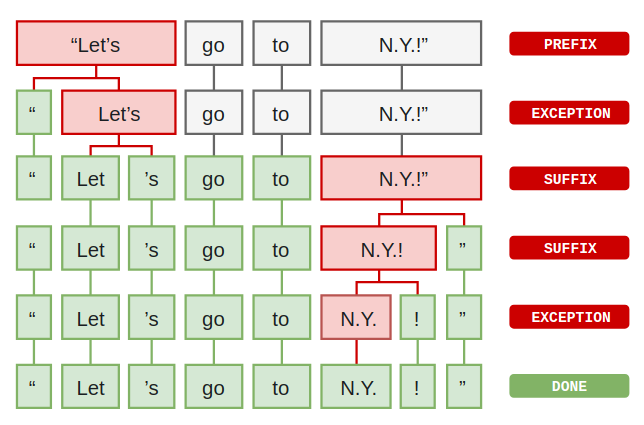 “Let’s go to N.Y.!” PREFIX
“ Let’s go to N.Y.!” EXCEPTION
“ Let ’s go to N.Y.!” SUFFIX
“ Let ’s go to N.Y.! ” SUFFIX
“ Let ’s go to N.Y. ! ” EXCEPTION
“ Let ’s go to N.Y. ! ” DONE